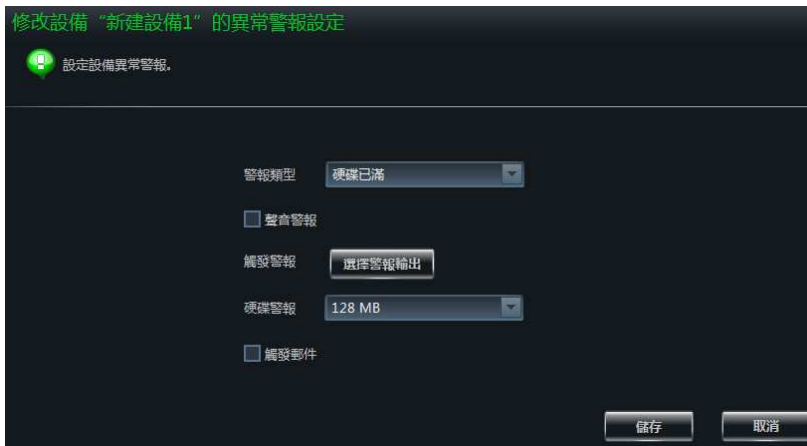 修改設備“新建設備1”的異常警報設定
設定設備異常警報。
警報類型 硬碟已滿
聲音警報
觸發警報 選擇警報輸出
硬碟警報 128 MB
觸發郵件
儲存 取消